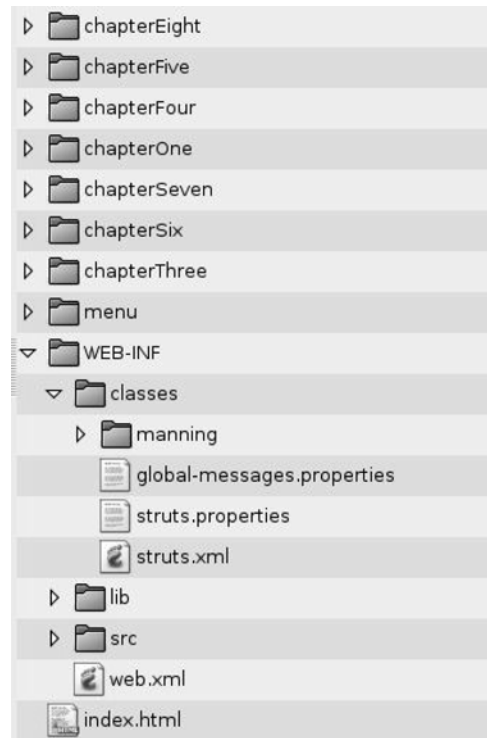 chapterEight
chapterFive
chapterFour
chapterOne
chapterSeven
chapterSix
chapterThree
menu
WEB-INF
classes
manning
global-messages.properties
struts.properties
struts.xml
lib
src
web.xml
index.html